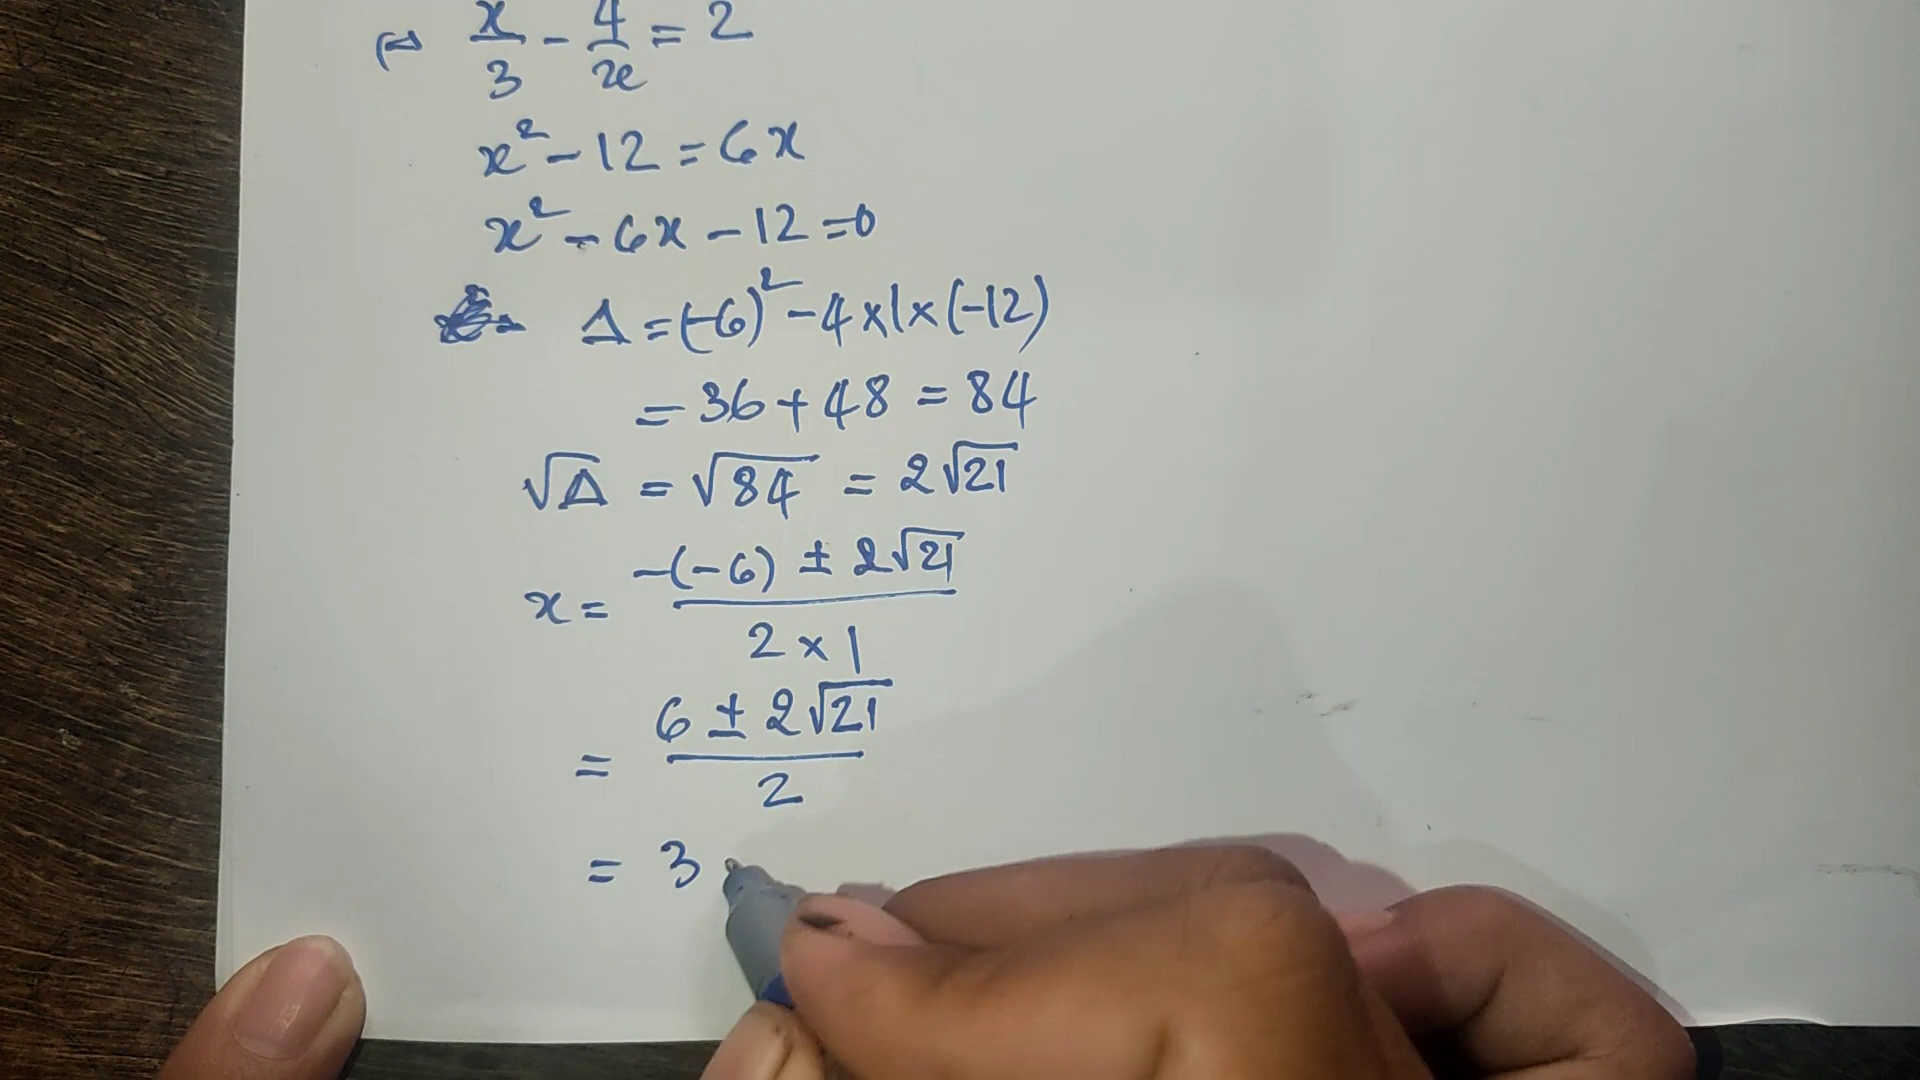 ⇒ x/3 - 4/x = 2
x² - 12 = 6x
x² - 6x - 12 = 0
Δ = (-6)² - 4×1×(-12)
= 36 + 48 = 84
√Δ = √84 = 2√21
x = (-(-6) ± 2√21)/(2×1)
= (6 ± 2√21)/2
= 3